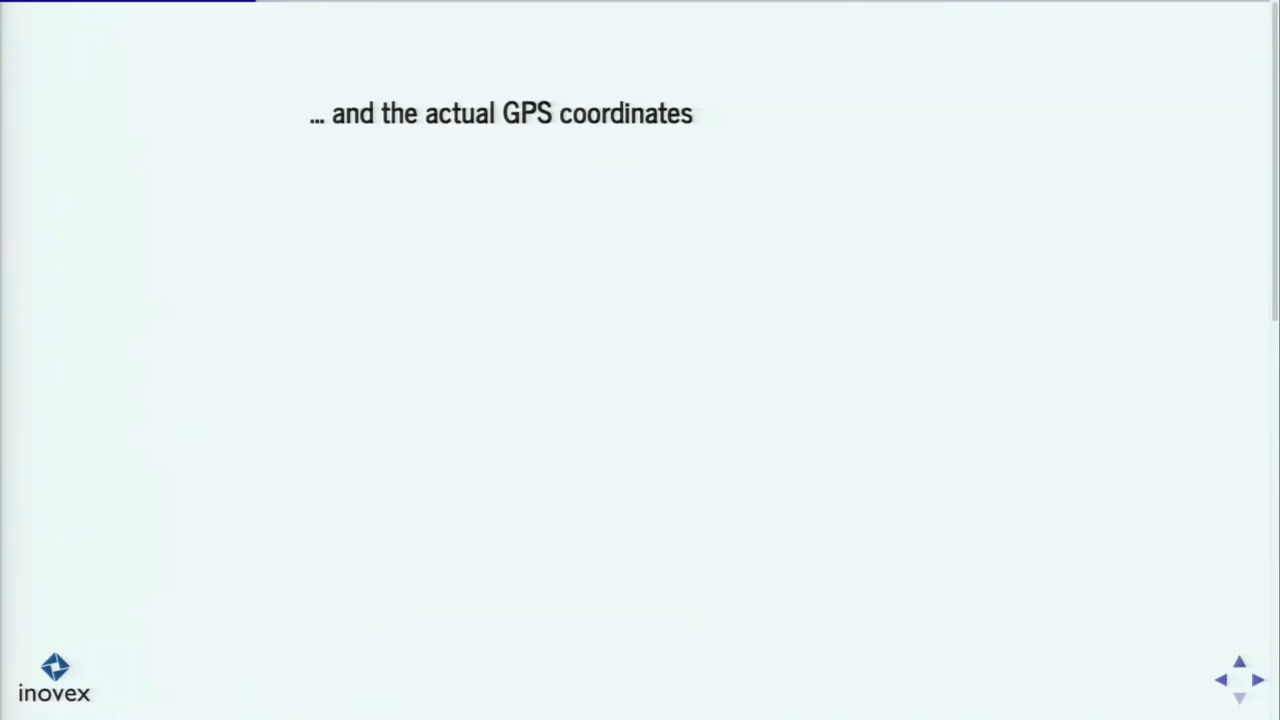 ... and the actual GPS coordinates
inovex